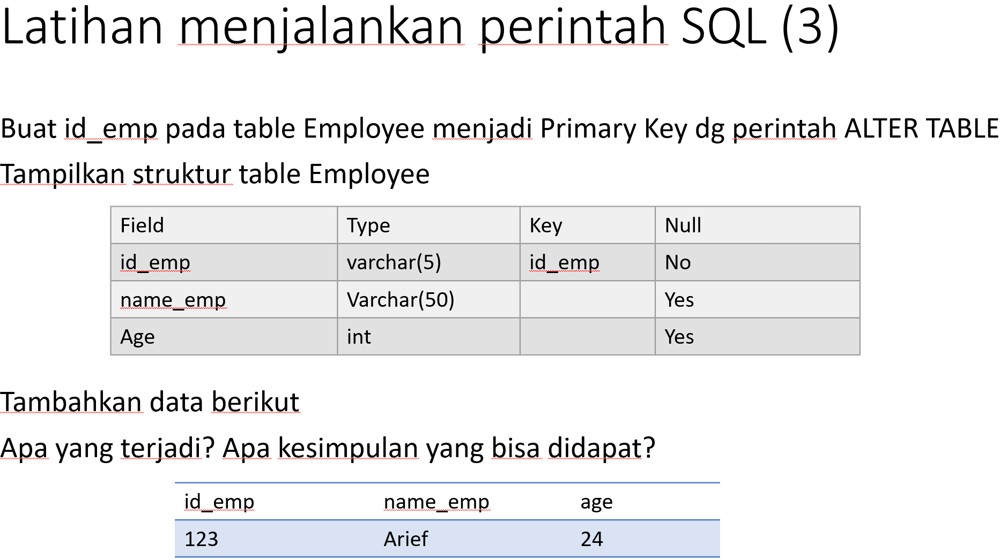 Latihan menjalankan perintah SQL (3)
Buat id_emp pada table Employee menjadi Primary Key dg perintah ALTER TABLE
Tampilkan struktur table Employee
Field Type Key Null
id_emp varchar(5) id_emp No
name_emp Varchar(50) Yes
Age int Yes
Tambahkan data berikut
Apa yang terjadi? Apa kesimpulan yang bisa didapat?
id_emp name_emp age
123 Arief 24